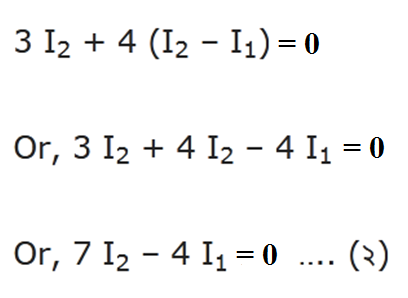 3 I₂ + 4 (I₂ – I₁) = 0
Or, 3 I₂ + 4 I₂ – 4 I₁ = 0
Or, 7 I₂ – 4 I₁ = 0 .... (২)